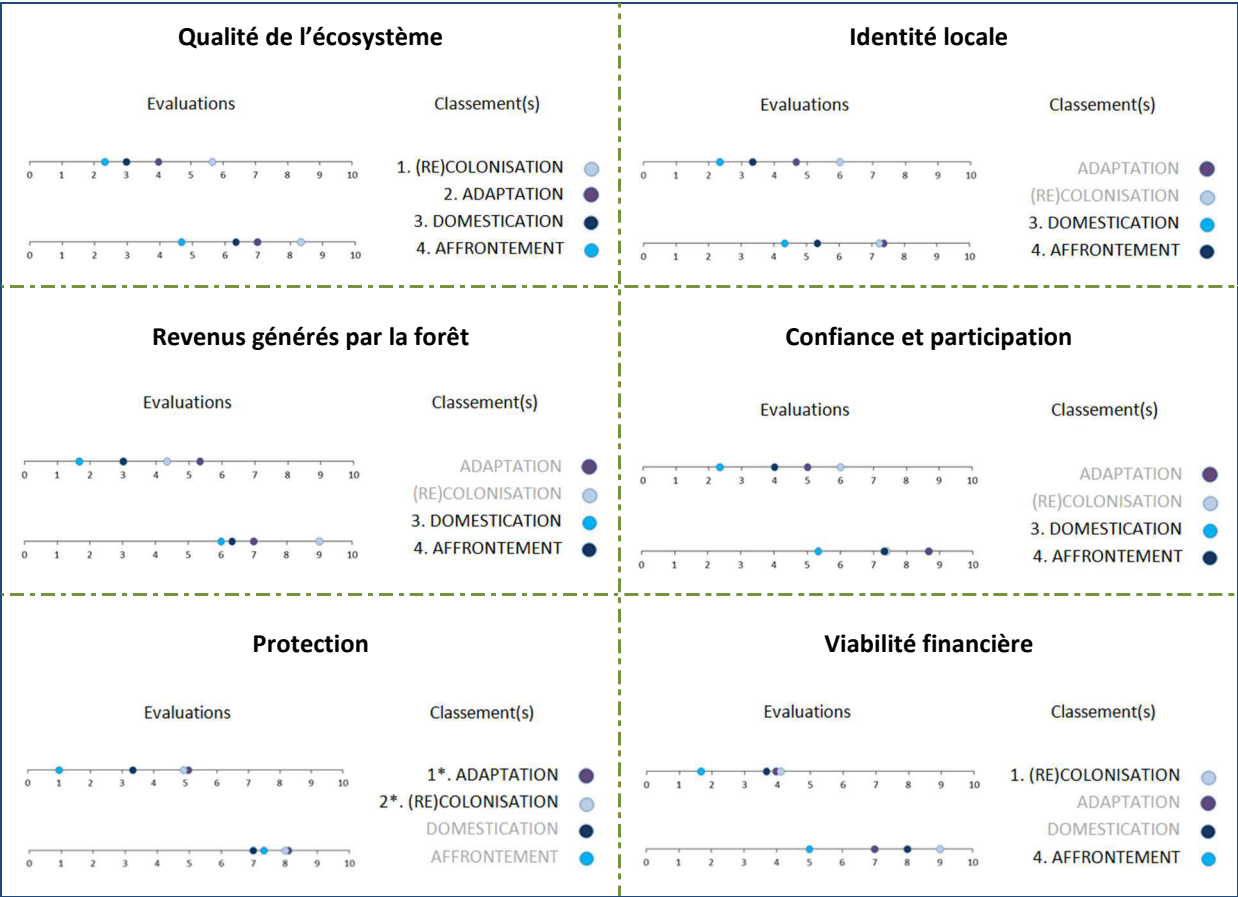 Qualité de l’écosystème
Evaluations
Classement(s)
0 1 2 3 4 5 6 7 8 9 10
0 1 2 3 4 5 6 7 8 9 10
1. (RE)COLONISATION
2. ADAPTATION
3. DOMESTICATION
4. AFFRONTEMENT
Identité locale
Evaluations
Classement(s)
0 1 2 3 4 5 6 7 8 9 10
0 1 2 3 4 5 6 7 8 9 10
ADAPTATION
(RE)COLONISATION
3. DOMESTICATION
4. AFFRONTEMENT
Revenus générés par la forêt
Evaluations
Classement(s)
0 1 2 3 4 5 6 7 8 9 10
0 1 2 3 4 5 6 7 8 9 10
ADAPTATION
(RE)COLONISATION
3. DOMESTICATION
4. AFFRONTEMENT
Confiance et participation
Evaluations
Classement(s)
0 1 2 3 4 5 6 7 8 9 10
0 1 2 3 4 5 6 7 8 9 10
ADAPTATION
(RE)COLONISATION
3. DOMESTICATION
4. AFFRONTEMENT
Protection
Evaluations
Classement(s)
0 1 2 3 4 5 6 7 8 9 10
0 1 2 3 4 5 6 7 8 9 10
1*. ADAPTATION
2*. (RE)COLONISATION
DOMESTICATION
AFFRONTEMENT
Viabilité financière
Evaluations
Classement(s)
0 1 2 3 4 5 6 7 8 9 10
0 1 2 3 4 5 6 7 8 9 10
1. (RE)COLONISATION
ADAPTATION
DOMESTICATION
4. AFFRONTEMENT